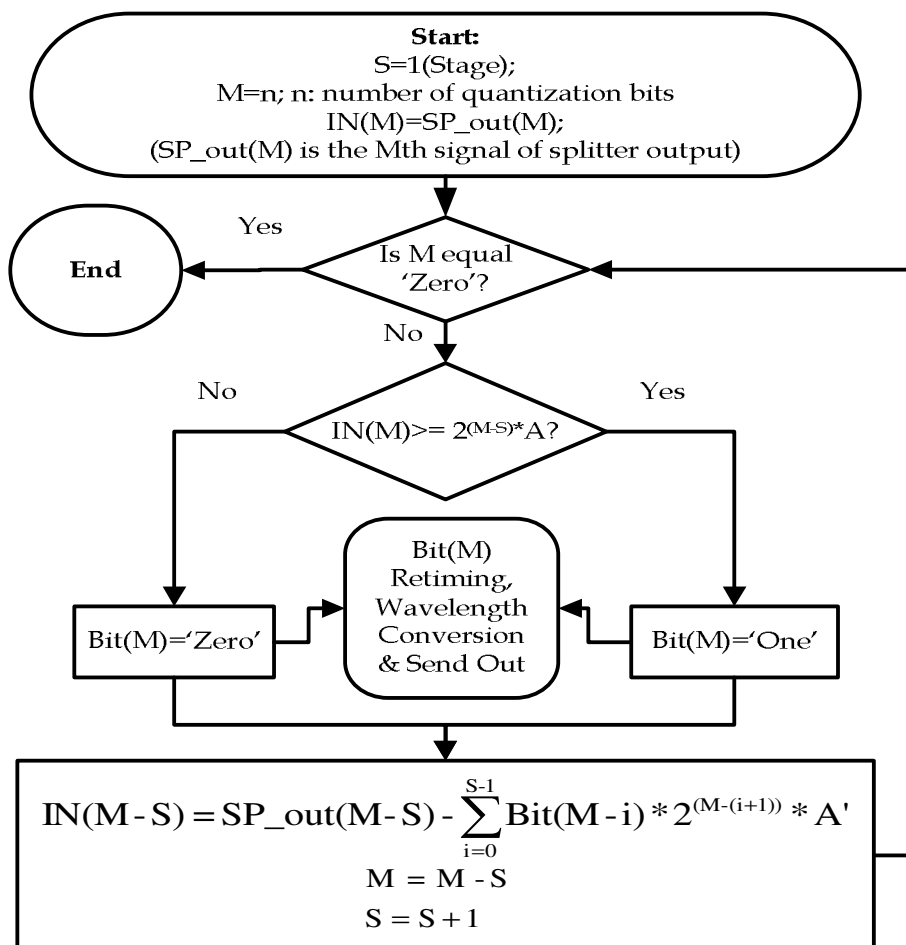 Start:
S=1(Stage);
M=n; n: number of quantization bits
IN(M)=SP_out(M);
(SP_out(M) is the Mth signal of splitter output)
Yes
End
Is M equal
‘Zero’?
No
No
Yes
IN(M)>= 2^(M-S)*A?
Bit(M)
Retiming,
Wavelength
Conversion
& Send Out
Bit(M)=‘Zero’
Bit(M)=‘One’
IN(M-S)=SP_out(M-S)-∑_{i=0}^{S-1}Bit(M-i)*2^(M-(i+1))*A'
M = M-S
S = S+1